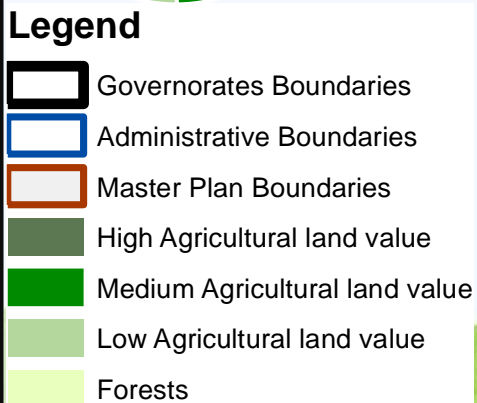 Legend
Governorates Boundaries
Administrative Boundaries
Master Plan Boundaries
High Agricultural land value
Medium Agricultural land value
Low Agricultural land value
Forests